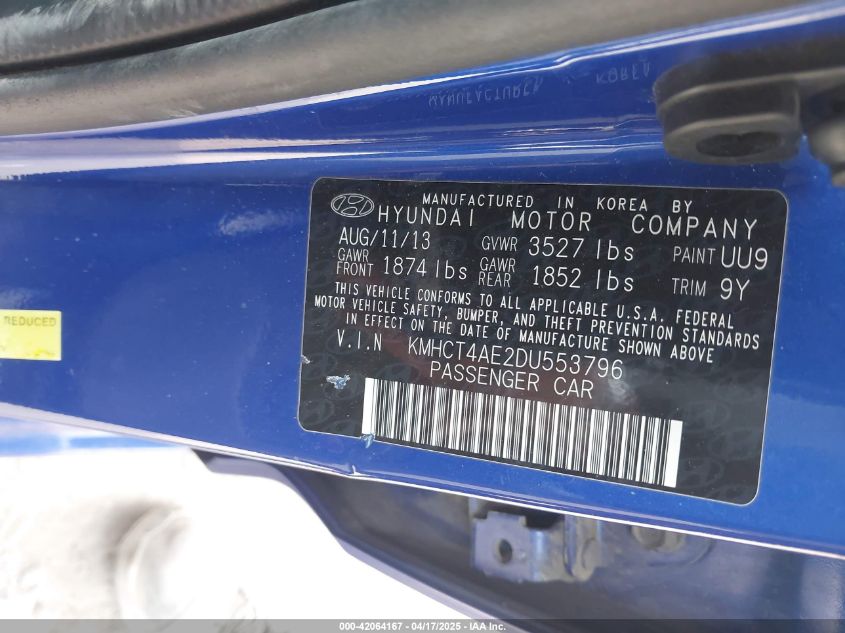 MANUFACTURED IN KOREA BY
HYUNDAI MOTOR COMPANY
AUG/11/13 GVWR 3527 lbs PAINT UU9
GAWR FRONT 1874 lbs GAWR REAR 1852 lbs TRIM 9Y
THIS VEHICLE CONFORMS TO ALL APPLICABLE U.S.A. FEDERAL
MOTOR VEHICLE SAFETY, BUMPER, AND THEFT PREVENTION STANDARDS
IN EFFECT ON THE DATE OF MANUFACTURE SHOWN ABOVE.
V.I.N KMHCT4AE2DU553796
PASSENGER CAR
REDUCED
000-42064167 - 04/17/2025 - IAA Inc.